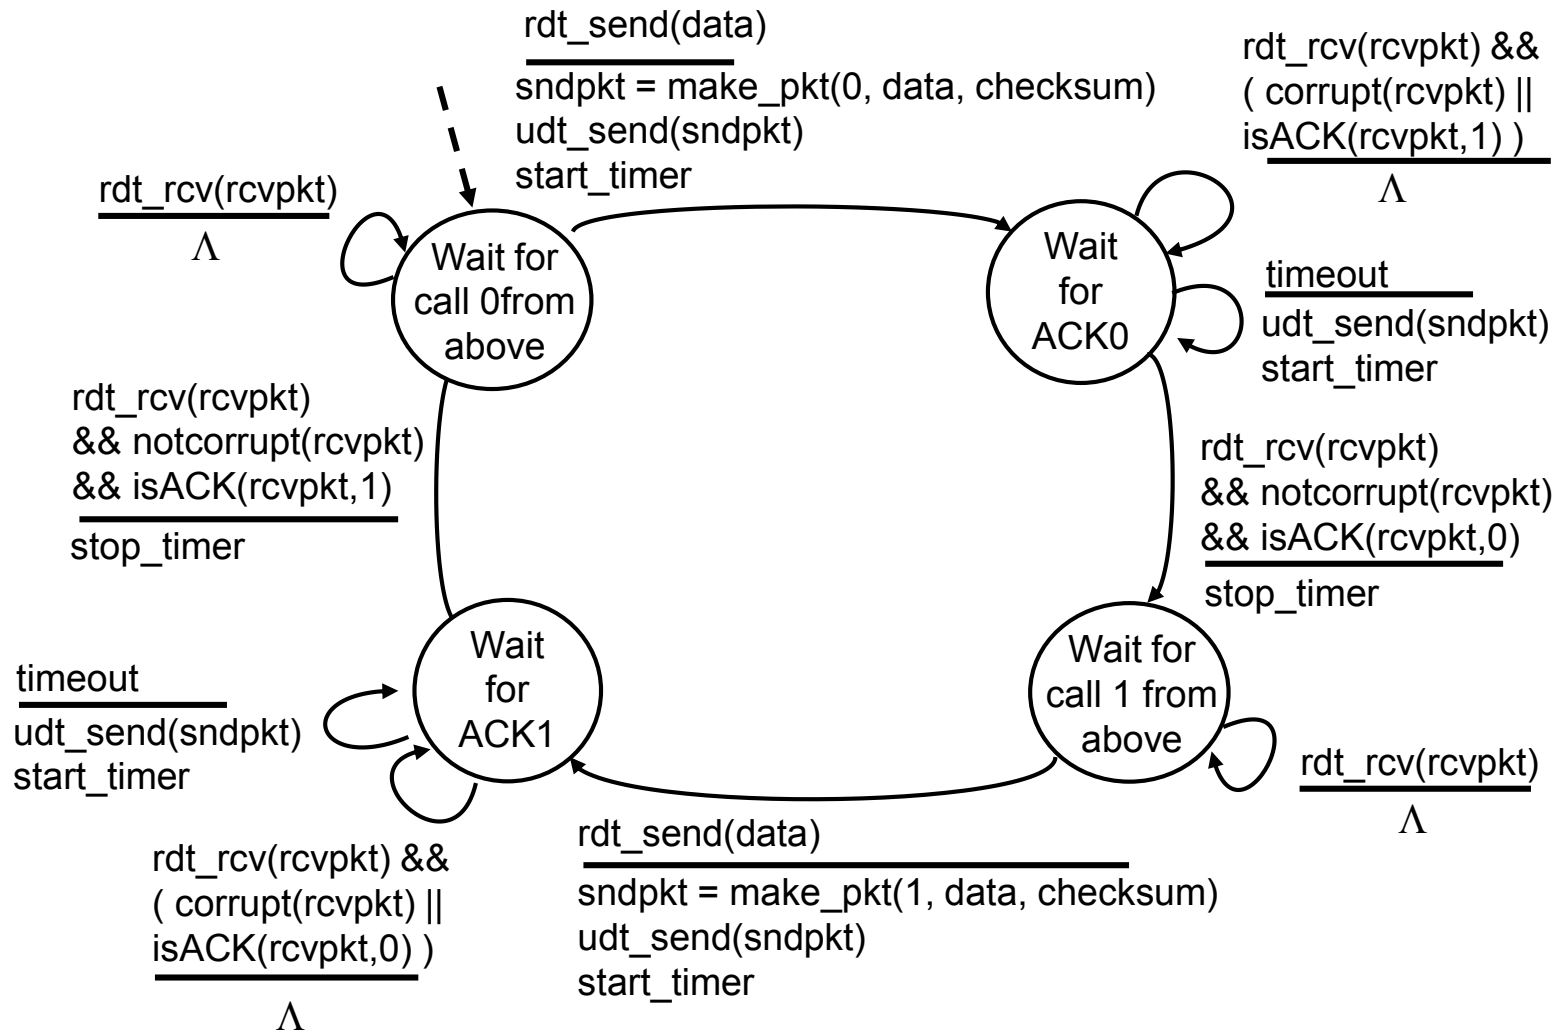 rdt_send(data)
sndpkt = make_pkt(0, data, checksum)
udt_send(sndpkt)
start_timer
rdt_rcv(rcvpkt) &&
( corrupt(rcvpkt) ||
isACK(rcvpkt,1) )
Λ
rdt_rcv(rcvpkt)
Λ
Wait for
call 0from
above
Wait
for
ACK0
timeout
udt_send(sndpkt)
start_timer
rdt_rcv(rcvpkt)
&& notcorrupt(rcvpkt)
&& isACK(rcvpkt,1)
stop_timer
rdt_rcv(rcvpkt)
&& notcorrupt(rcvpkt)
&& isACK(rcvpkt,0)
stop_timer
Wait
for
ACK1
Wait for
call 1 from
above
timeout
udt_send(sndpkt)
start_timer
rdt_rcv(rcvpkt)
Λ
rdt_rcv(rcvpkt) &&
( corrupt(rcvpkt) ||
isACK(rcvpkt,0) )
Λ
rdt_send(data)
sndpkt = make_pkt(1, data, checksum)
udt_send(sndpkt)
start_timer